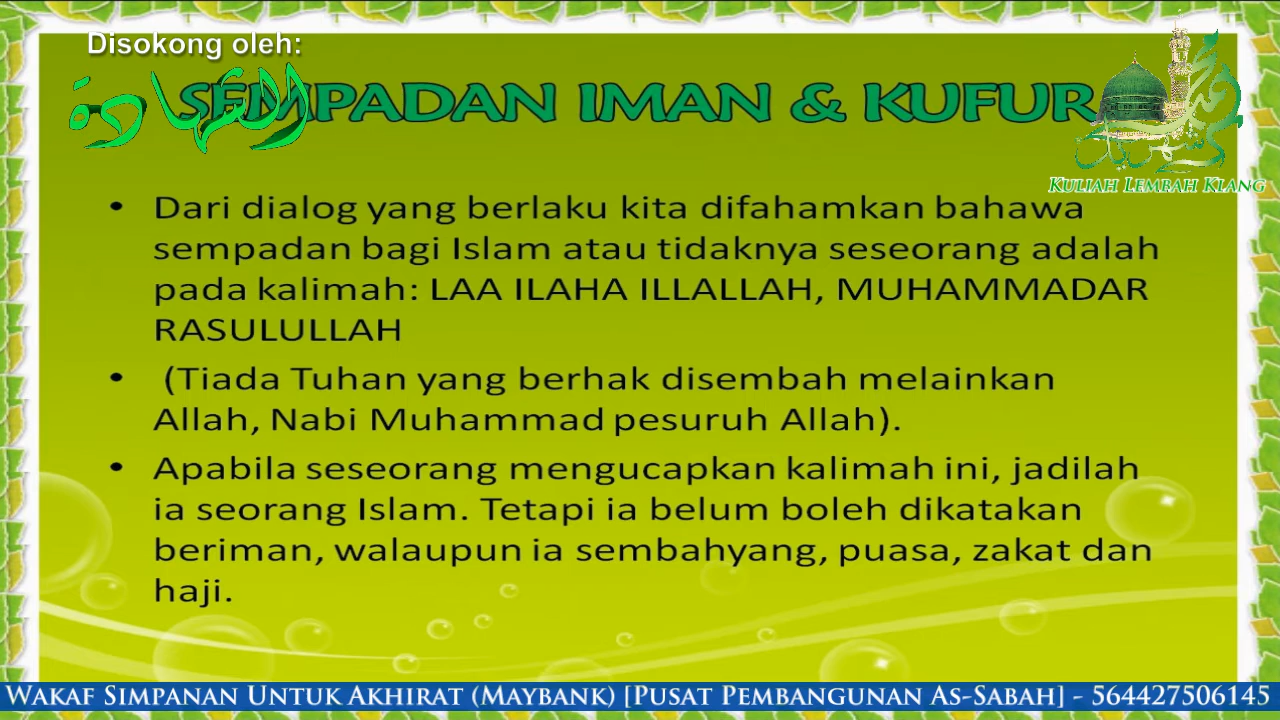 Disokong oleh:
الشهادة
SEMPADAN IMAN & KUFUR
KULIAH LEMBAH KLANG
• Dari dialog yang berlaku kita difahamkan bahawa
sempadan bagi Islam atau tidaknya seseorang adalah
pada kalimah: LAA ILAHA ILLALLAH, MUHAMMADAR
RASULULLAH
• (Tiada Tuhan yang berhak disembah melainkan
Allah, Nabi Muhammad pesuruh Allah).
• Apabila seseorang mengucapkan kalimah ini, jadilah
ia seorang Islam. Tetapi ia belum boleh dikatakan
beriman, walaupun ia sembahyang, puasa, zakat dan
haji.
WAKAF SIMPANAN UNTUK AKHIRAT (MAYBANK) [PUSAT PEMBANGUNAN AS-SABAH] - 564427506145